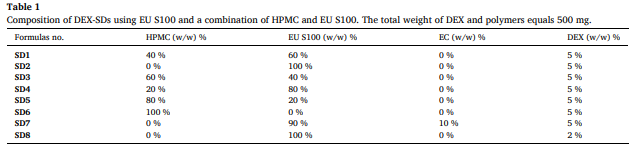 Table 1
Composition of DEX-SDs using EU S100 and a combination of HPMC and EU S100. The total weight of DEX and polymers equals 500 mg.
Formulas no. HPMC (w/w) % EU S100 (w/w) % EC (w/w) % DEX (w/w) %
SD1 40 % 60 % 0 % 5 %
SD2 0 % 100 % 0 % 5 %
SD3 60 % 40 % 0 % 5 %
SD4 20 % 80 % 0 % 5 %
SD5 80 % 20 % 0 % 5 %
SD6 100 % 0 % 0 % 5 %
SD7 0 % 90 % 10 % 5 %
SD8 0 % 100 % 0 % 2 %